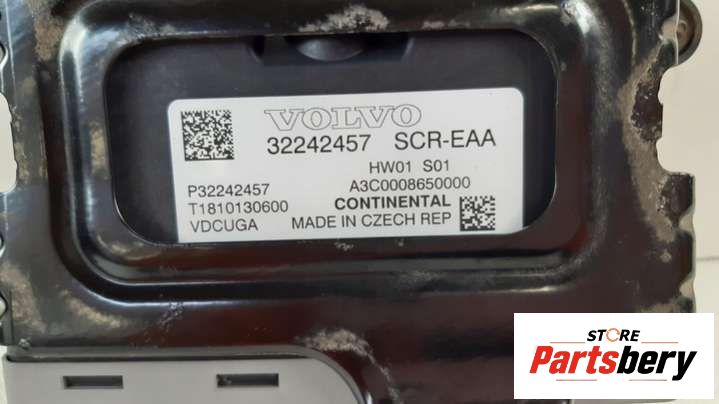 VOLVO
32242457 SCR-EAA
HW01 S01
P32242457 A3C0008650000
T1810130600 CONTINENTAL
VDCUGA MADE IN CZECH REP
STORE
Partsbery